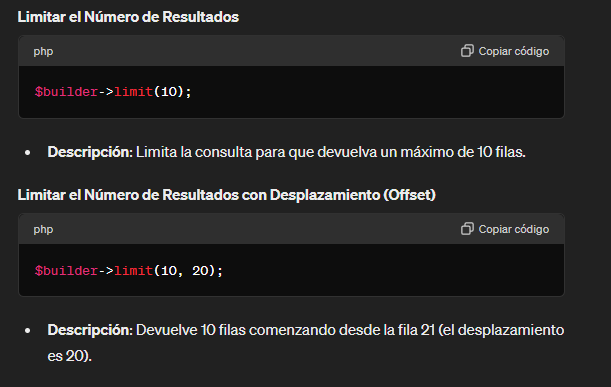 Limitar el Número de Resultados
php Copiar código
$builder->limit(10);
Descripción: Limita la consulta para que devuelva un máximo de 10 filas.
Limitar el Número de Resultados con Desplazamiento (Offset)
php Copiar código
$builder->limit(10, 20);
Descripción: Devuelve 10 filas comenzando desde la fila 21 (el desplazamiento
es 20).